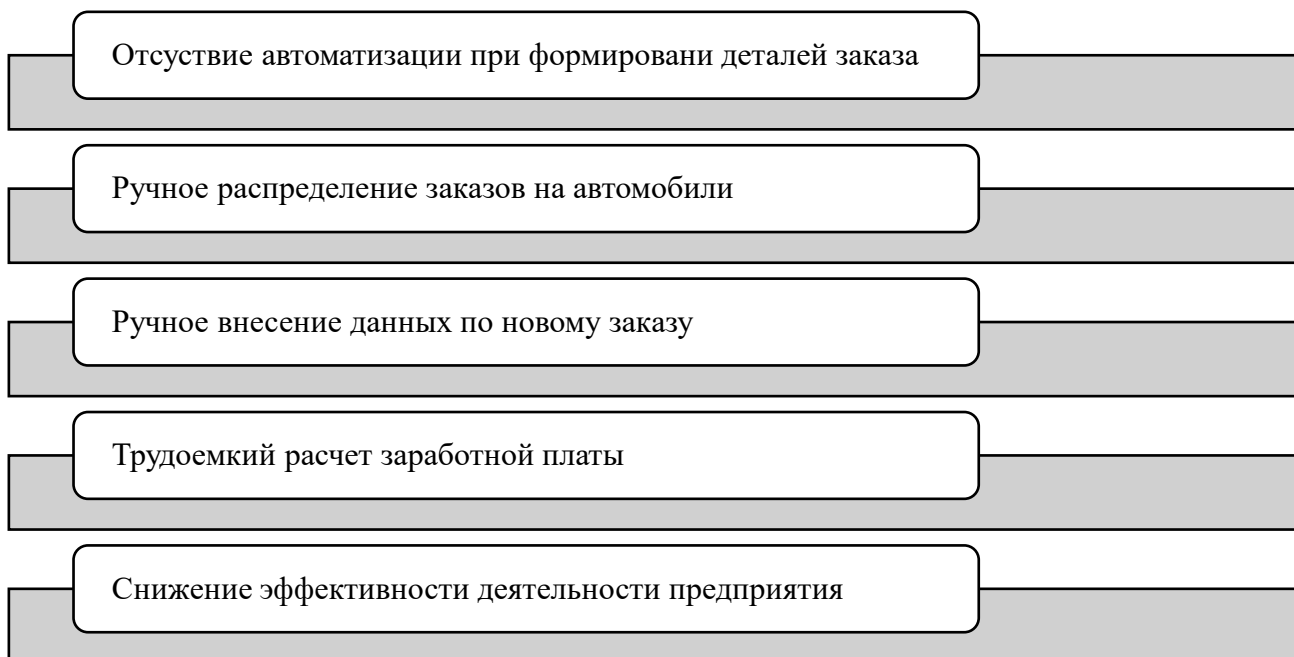 Отсуствие автоматизации при формировани деталей заказа
Ручное распределение заказов на автомобили
Ручное внесение данных по новому заказу
Трудоемкий расчет заработной платы
Снижение эффективности деятельности предприятия